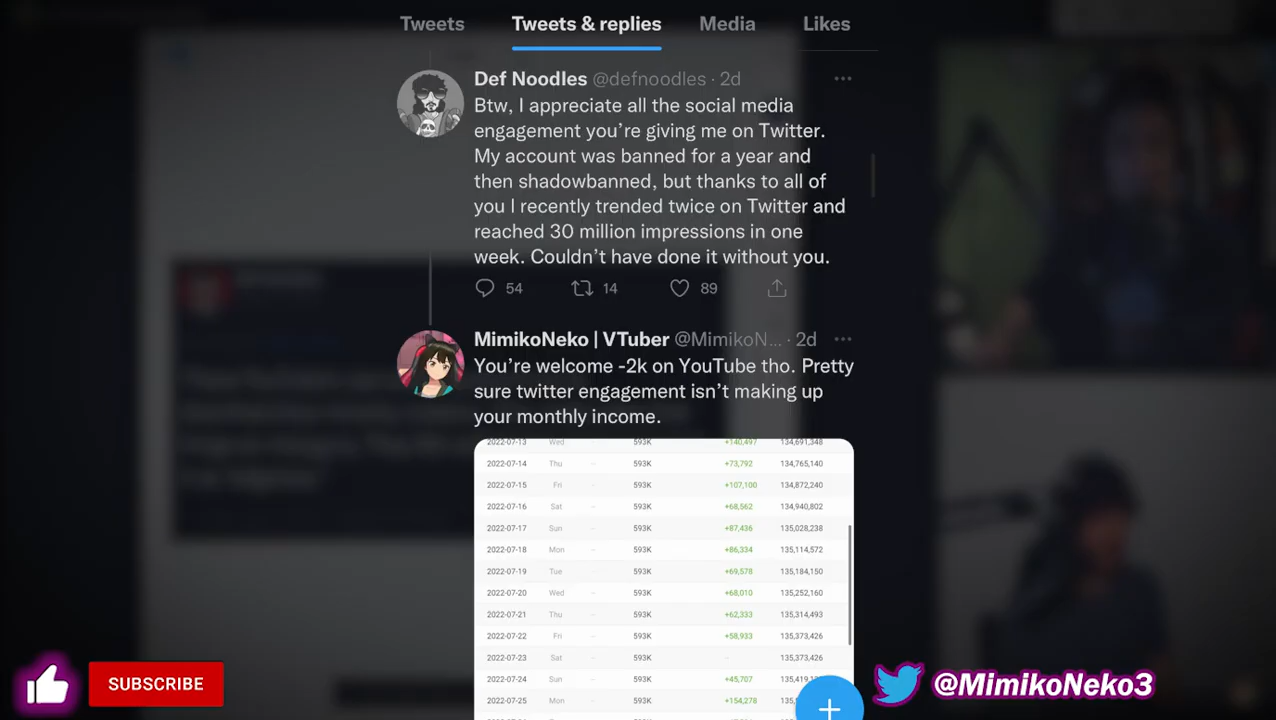 Tweets Tweets & replies Media Likes
Def Noodles @defnoodles · 2d
Btw, I appreciate all the social media
engagement you're giving me on Twitter.
My account was banned for a year and
then shadowbanned, but thanks to all of
you I recently trended twice on Twitter and
reached 30 million impressions in one
week. Couldn't have done it without you.
54 14 89
MimikoNeko | VTuber @MimikoN... · 2d
You're welcome -2k on YouTube tho. Pretty
sure twitter engagement isn't making up
your monthly income.
2022-07-13 Wed -- 593K +140,497 134,691,348
2022-07-14 Thu -- 593K +73,792 134,765,140
2022-07-15 Fri -- 593K +107,100 134,872,240
2022-07-16 Sat -- 593K +68,562 134,940,802
2022-07-17 Sun -- 593K +87,436 135,028,238
2022-07-18 Mon -- 593K +86,334 135,114,572
2022-07-19 Tue -- 593K +69,578 135,184,150
2022-07-20 Wed -- 593K +68,010 135,252,160
2022-07-21 Thu -- 593K +62,333 135,314,493
2022-07-22 Fri -- 593K +58,933 135,373,426
2022-07-23 Sat -- 593K -- 135,373,426
2022-07-24 Sun -- 593K +45,707
2022-07-25 Mon -- 593K +154,278
SUBSCRIBE
@MimikoNeko3